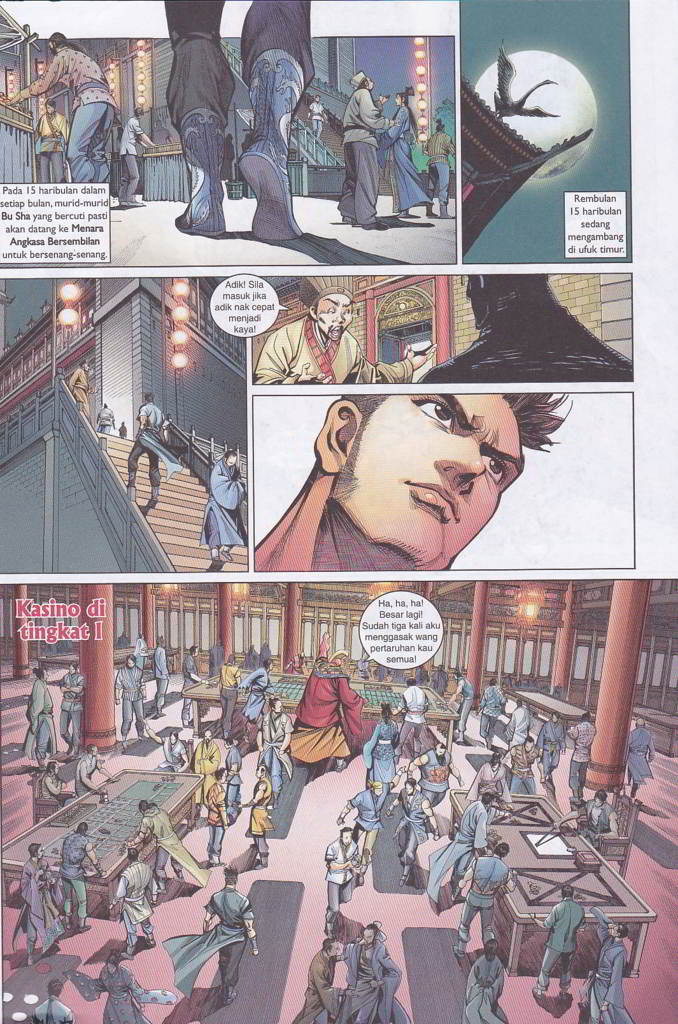 Pada 15 haribulan dalam
setiap bulan, murid-murid
Bu Sha yang bercuti pasti
akan datang ke Menara
Angkasa Bersembilan
untuk bersenang-senang.
Rembulan
15 haribulan
sedang
mengambang
di ufuk timur.
Adik! Sila
masuk jika
adik nak cepat
menjadi
kaya!
Kasino di
tingkat 1
Ha, ha, ha!
Besar lagi!
Sudah tiga kali aku
menggasak wang
pertaruhan kau
semua!